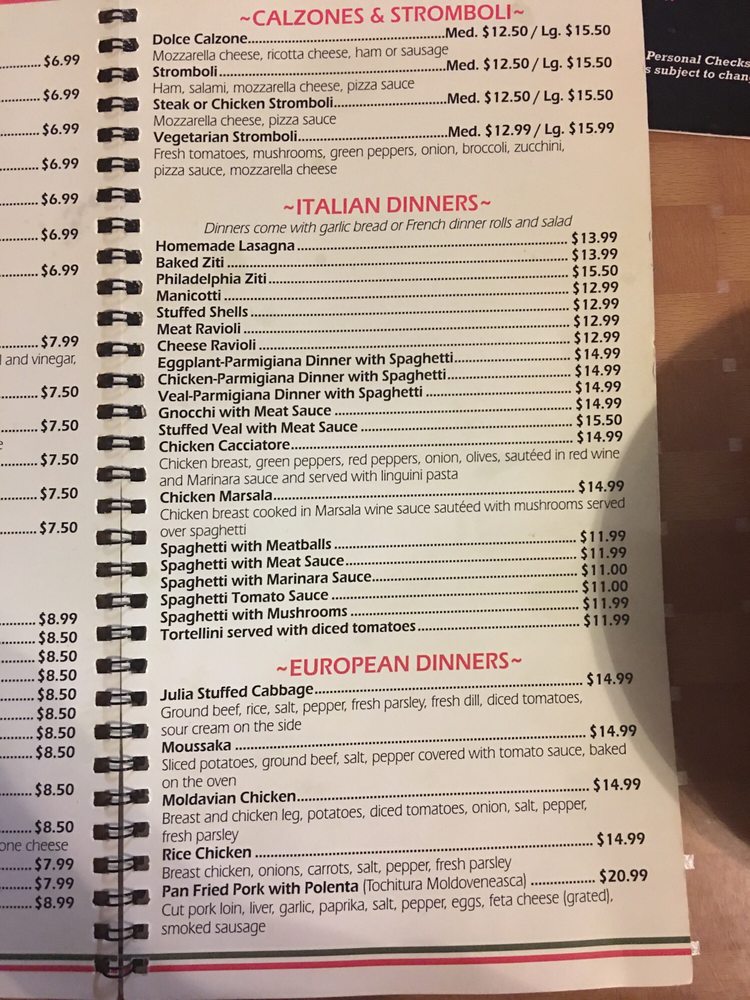 $6.99
$6.99
$6.99
$6.99
$6.99
$6.99
$6.99
$7.99
and vinegar,
$7.50
$7.50
$7.50
$7.50
$7.50
$8.99
$8.50
$8.50
$8.50
$8.50
$8.50
$8.50
$8.50
$8.50
$8.50
one cheese
$7.99
$7.99
$8.99
~CALZONES & STROMBOLI~
Dolce Calzone Med. $12.50 / Lg. $15.50
Mozzarella cheese, ricotta cheese, ham or sausage
Stromboli Med. $12.50 / Lg. $15.50
Ham, salami, mozzarella cheese, pizza sauce
Steak or Chicken Stromboli Med. $12.50 / Lg. $15.50
Mozzarella cheese, pizza sauce
Vegetarian Stromboli Med. $12.99 / Lg. $15.99
Fresh tomatoes, mushrooms, green peppers, onion, broccoli, zucchini,
pizza sauce, mozzarella cheese
~ITALIAN DINNERS~
Dinners come with garlic bread or French dinner rolls and salad
Homemade Lasagna $13.99
Baked Ziti $13.99
Philadelphia Ziti $15.50
Manicotti $12.99
Stuffed Shells $12.99
Meat Ravioli $12.99
Cheese Ravioli $12.99
Eggplant-Parmigiana Dinner with Spaghetti $14.99
Chicken-Parmigiana Dinner with Spaghetti $14.99
Veal-Parmigiana Dinner with Spaghetti $14.99
Gnocchi with Meat Sauce $14.99
Stuffed Veal with Meat Sauce $15.50
Chicken Cacciatore $14.99
Chicken breast, green peppers, red peppers, onion, olives, sautéed in red wine
and Marinara sauce and served with linguini pasta
Chicken Marsala $14.99
Chicken breast cooked in Marsala wine sauce sautéed with mushrooms served
over spaghetti
Spaghetti with Meatballs $11.99
Spaghetti with Meat Sauce $11.99
Spaghetti with Marinara Sauce $11.00
Spaghetti Tomato Sauce $11.00
Spaghetti with Mushrooms $11.99
Tortellini served with diced tomatoes $11.99
~EUROPEAN DINNERS~
Julia Stuffed Cabbage $14.99
Ground beef, rice, salt, pepper, fresh parsley, fresh dill, diced tomatoes,
sour cream on the side
Moussaka $14.99
Sliced potatoes, ground beef, salt, pepper covered with tomato sauce, baked
on the oven
Moldavian Chicken $14.99
Breast and chicken leg, potatoes, diced tomatoes, onion, salt, pepper,
fresh parsley
Rice Chicken $14.99
Breast chicken, onions, carrots, salt, pepper, fresh parsley
Pan Fried Pork with Polenta (Tochitura Moldoveneasca) $20.99
Cut pork loin, liver, garlic, paprika, salt, pepper, eggs, feta cheese (grated),
smoked sausage
Personal Checks
s subject to chan